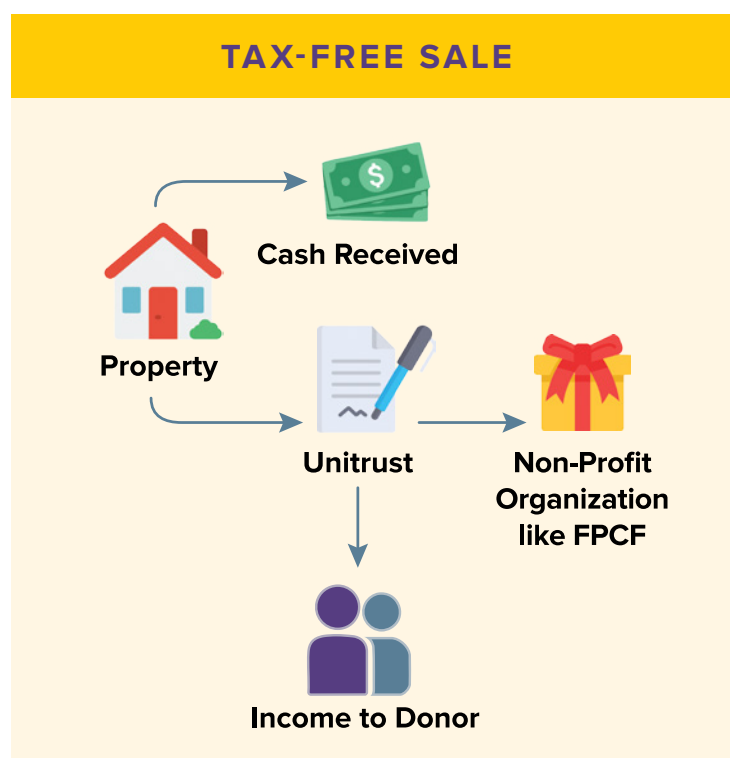 TAX-FREE SALE
$
Cash Received
Property
Unitrust
Non-Profit
Organization
like FPCF
Income to Donor